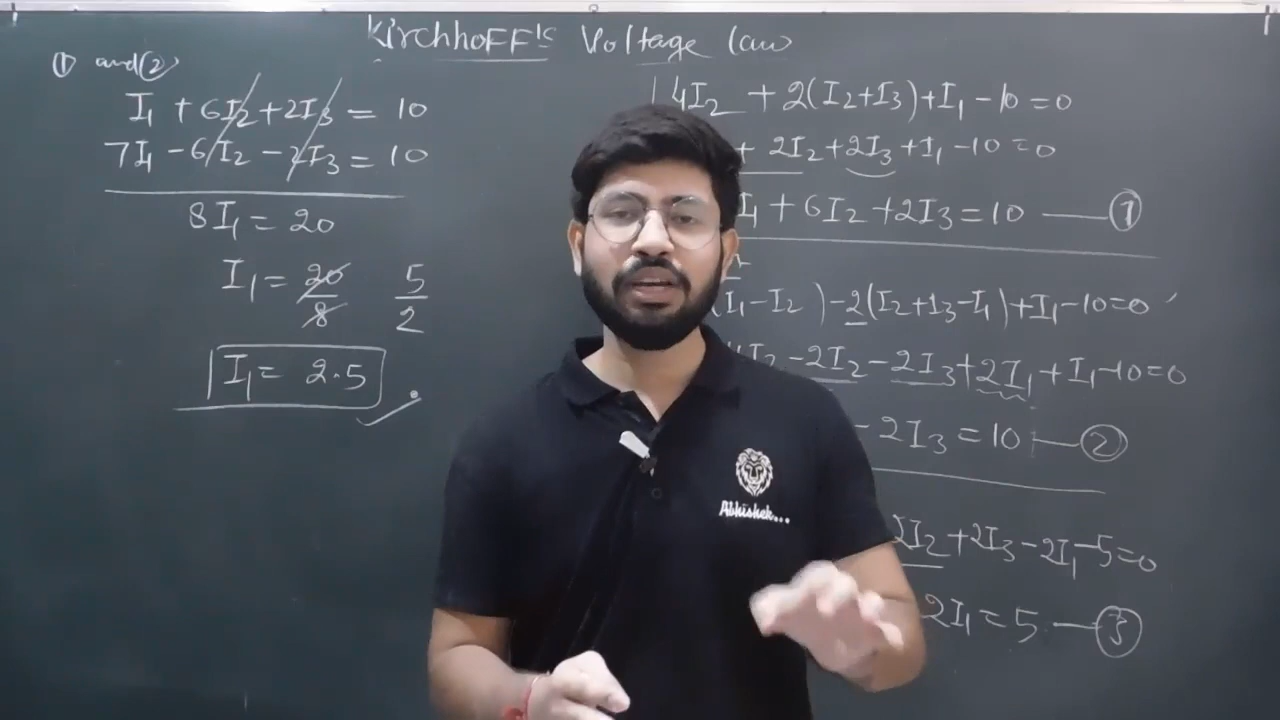 Kirchhoff's Voltage law
① and ②
I₁ + 6I₂ + 2I₃ = 10
7I₁ - 6I₂ - 2I₃ = 10
8I₁ = 20
I₁ = 20/8 5/2
I₁ = 2.5
4I₂ + 2(I₂+I₃)+I₁-10=0
+ 2I₂+2I₃+I₁-10=0
I₁ + 6I₂ + 2I₃ = 10 — ①
(I₁-I₂)-2(I₂+I₃-I₁)+I₁-10=0
4I₂-2I₂-2I₃+2I₁+I₁-10=0
- 2I₃ = 10 — ②
2I₂+2I₃-2I₁-5=0
2I₁ = 5 — ③
Abhishek...